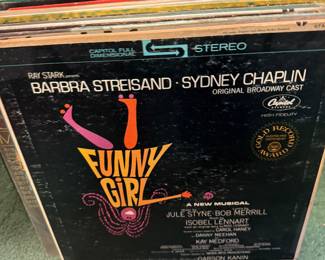 CAPITOL FULL DIMENSIONAL STEREO
RAY STARK presents
BARBRA STREISAND · SYDNEY CHAPLIN
ORIGINAL BROADWAY CAST
Capitol
HIGH FIDELITY
GOLD RECORD AWARD
FUNNY
GIRL
A NEW MUSICAL
JULE STYNE BOB MERRILL
ISOBEL LENNART
CAROL HANEY
DANNY MEEHAN
KAY MEDFORD
GARSON KANIN